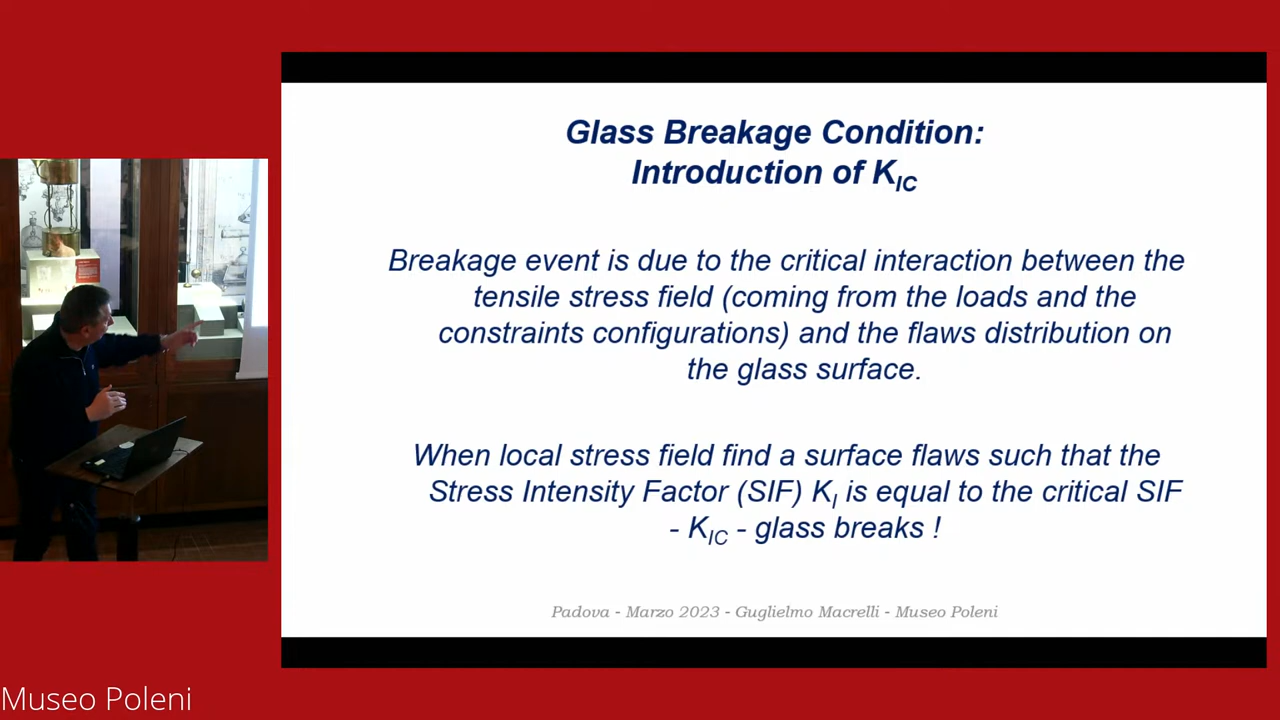 Glass Breakage Condition:
Introduction of K_IC
Breakage event is due to the critical interaction between the
tensile stress field (coming from the loads and the
constraints configurations) and the flaws distribution on
the glass surface.
When local stress field find a surface flaws such that the
Stress Intensity Factor (SIF) K_I is equal to the critical SIF
- K_IC - glass breaks !
Padova - Marzo 2023 - Guglielmo Macrelli - Museo Poleni
Museo Poleni